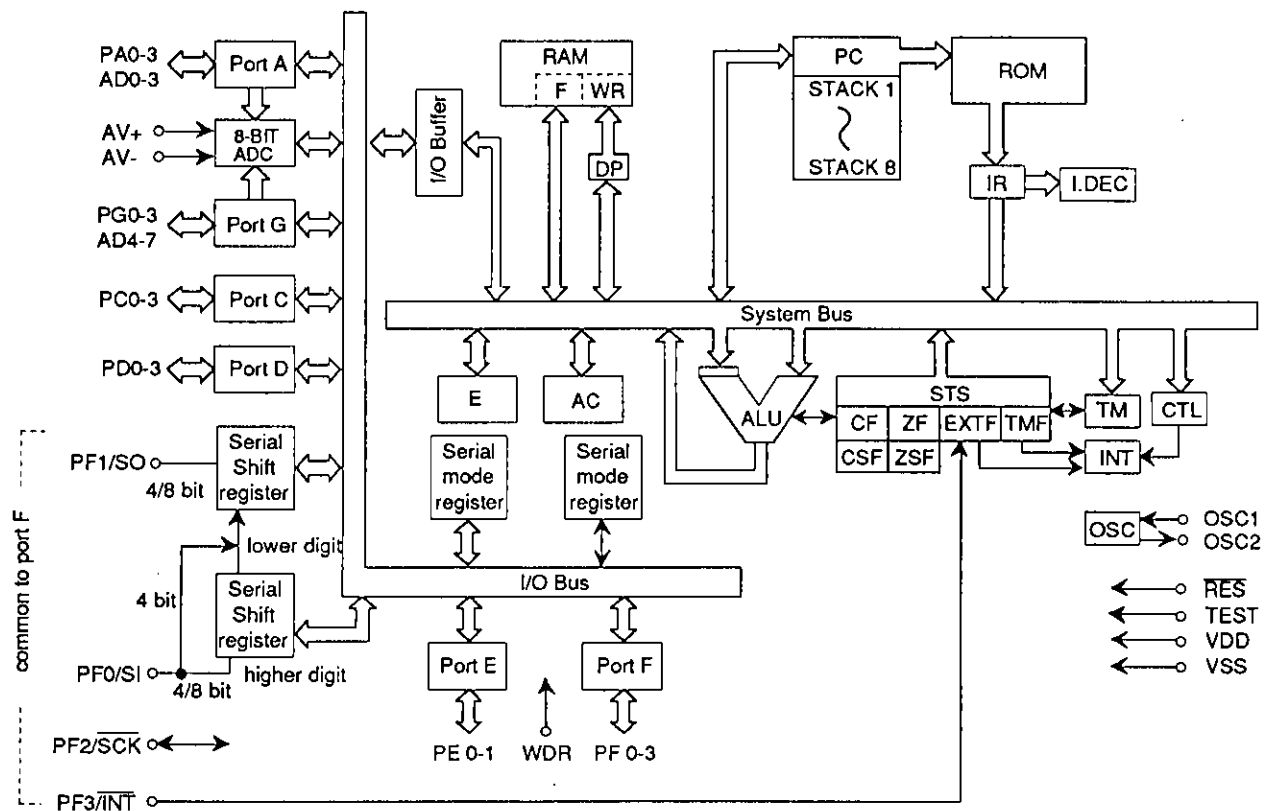 PA0-3
AD0-3
Port A
AV+
AV-
8-BIT
ADC
PG0-3
AD4-7
Port G
PC0-3
Port C
PD0-3
Port D
I/O Buffer
RAM
F
WR
DP
PC
STACK 1
STACK 8
ROM
IR
I.DEC
System Bus
E
AC
ALU
STS
CF
ZF
EXTF
TMF
CSF
ZSF
TM
CTL
INT
common to port F
PF1/SO
4/8 bit
Serial
Shift
register
lower digit
4 bit
Serial
Shift
register
PF0/SI
4/8 bit
higher digit
PF2/SCK
PF3/INT
Serial
mode
register
Serial
mode
register
I/O Bus
Port E
Port F
PE 0-1
WDR
PF 0-3
OSC
OSC1
OSC2
RES
TEST
VDD
VSS